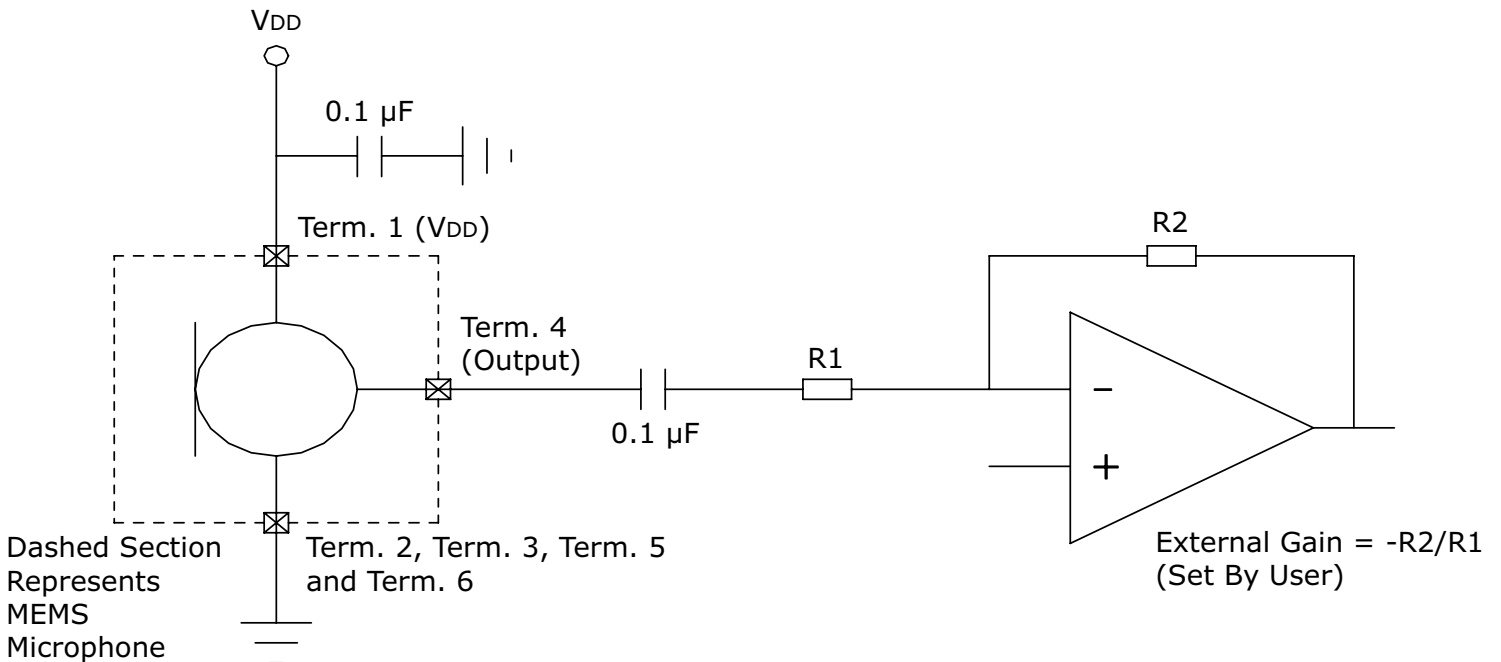 VDD
0.1 µF
Term. 1 (VDD)
R2
Term. 4
(Output)
R1
0.1 µF
−
+
Dashed Section
Represents
MEMS
Microphone
Term. 2, Term. 3, Term. 5
and Term. 6
External Gain = -R2/R1
(Set By User)